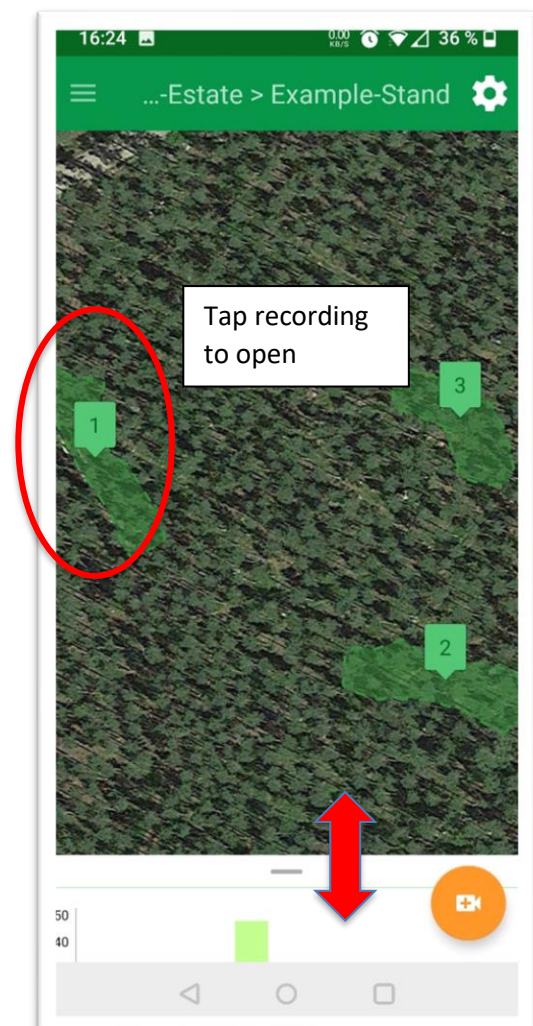 16:24 0.00 KB/S 36 %
...-Estate > Example-Stand
Tap recording
to open
3
1
2
50
40